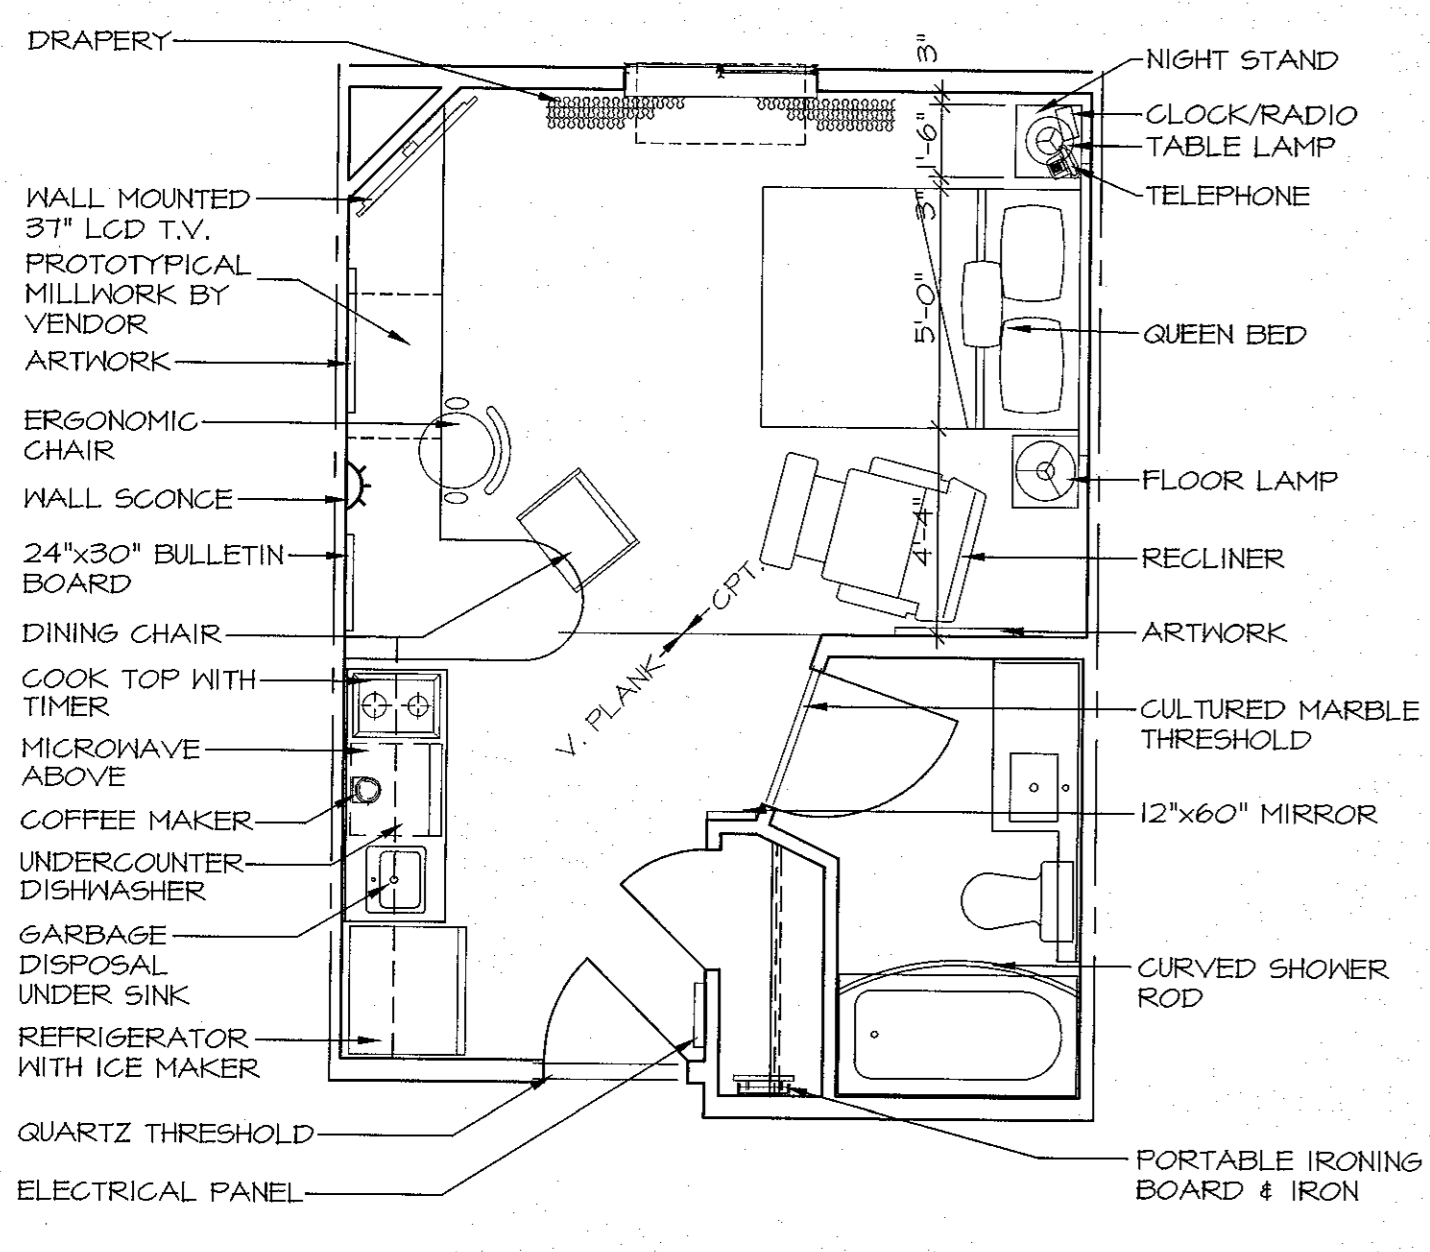 DRAPERY
WALL MOUNTED
37" LCD T.V.
PROTOTYPICAL
MILLWORK BY
VENDOR
ARTWORK
ERGONOMIC
CHAIR
WALL SCONCE
24"x30" BULLETIN
BOARD
DINING CHAIR
COOK TOP WITH
TIMER
MICROWAVE
ABOVE
COFFEE MAKER
UNDERCOUNTER
DISHWASHER
GARBAGE
DISPOSAL
UNDER SINK
REFRIGERATOR
WITH ICE MAKER
QUARTZ THRESHOLD
ELECTRICAL PANEL
3"
1'-6"
3"
5'-0"
4'-4"
CPT.
V. PLANK
NIGHT STAND
CLOCK/RADIO
TABLE LAMP
TELEPHONE
QUEEN BED
FLOOR LAMP
RECLINER
ARTWORK
CULTURED MARBLE
THRESHOLD
12"x60" MIRROR
CURVED SHOWER
ROD
PORTABLE IRONING
BOARD & IRON